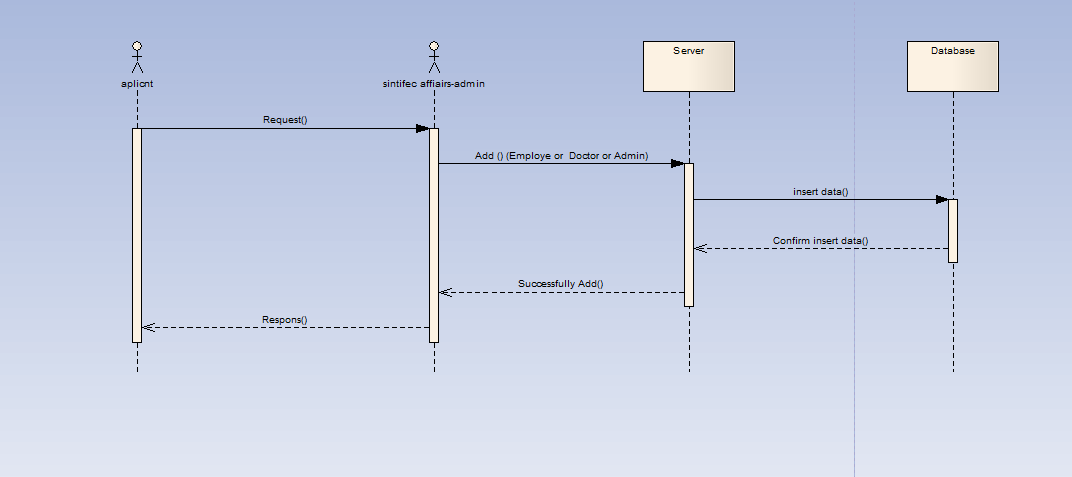 Server
Database
aplicnt
sintifec affiairs-admin
Request()
Add () (Employe or  Doctor or Admin)
insert data()
Confirm insert data()
Successfully Add()
Respons()